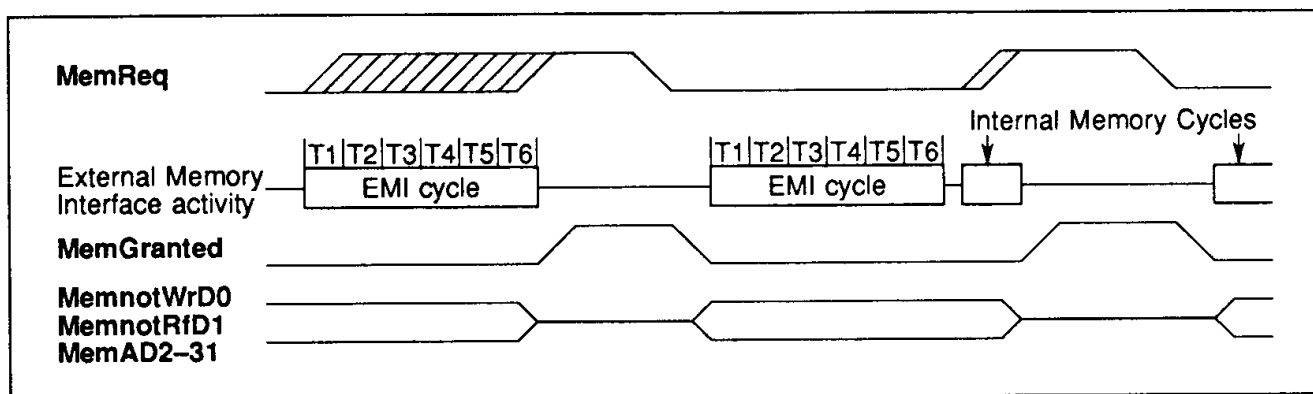 MemReq
Internal Memory Cycles
T1 T2 T3 T4 T5 T6
T1 T2 T3 T4 T5 T6
External Memory
Interface activity
EMI cycle
EMI cycle
MemGranted
MemnotWrD0
MemnotRfD1
MemAD2–31